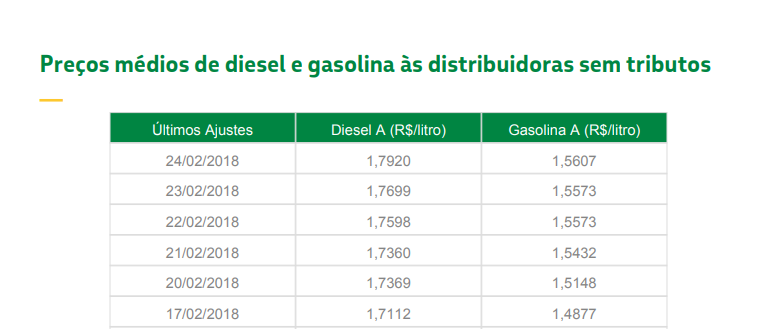 Preços médios de diesel e gasolina às distribuidoras sem tributos
Últimos Ajustes Diesel A (R$/litro) Gasolina A (R$/litro)
24/02/2018 1,7920 1,5607
23/02/2018 1,7699 1,5573
22/02/2018 1,7598 1,5573
21/02/2018 1,7360 1,5432
20/02/2018 1,7369 1,5148
17/02/2018 1,7112 1,4877